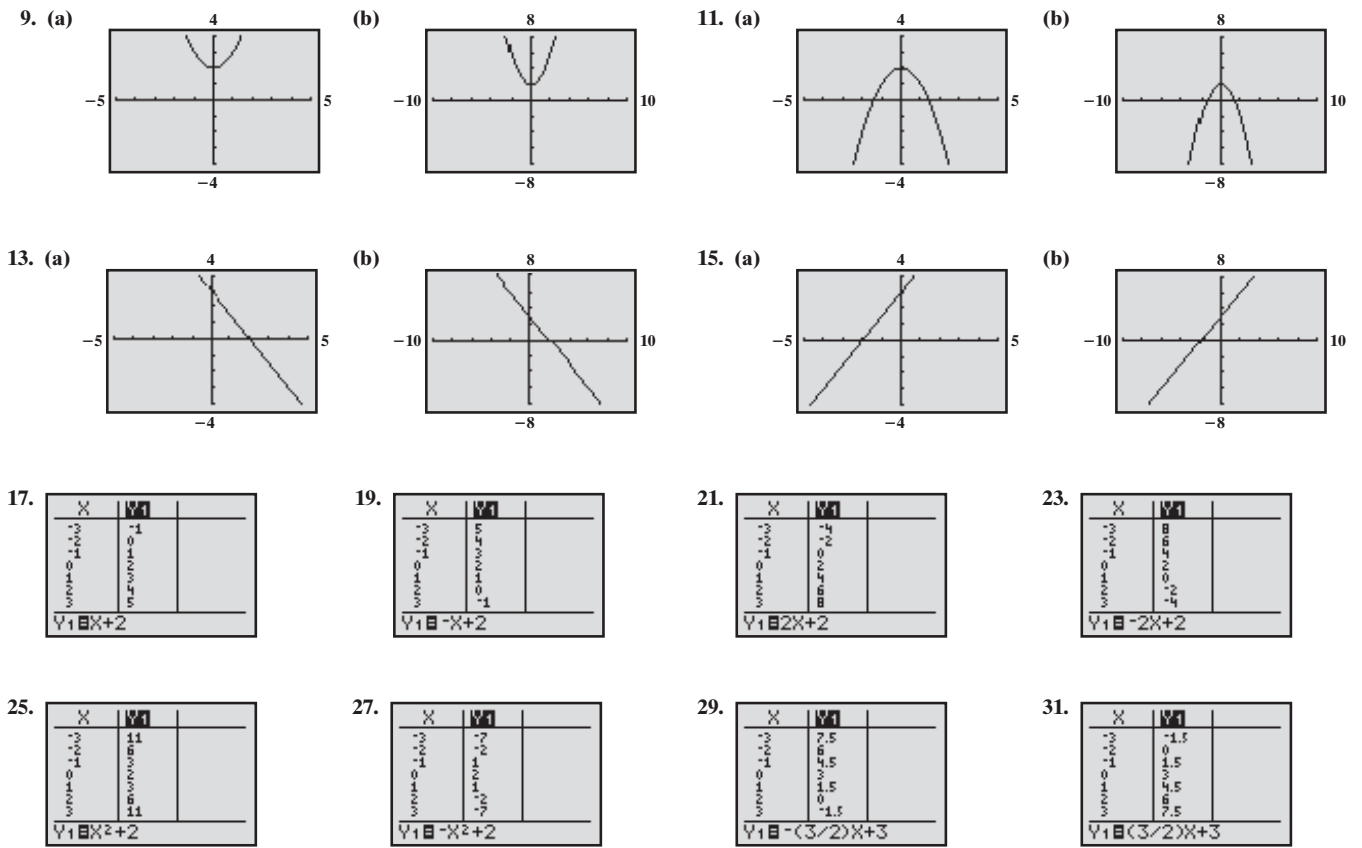 9. (a) (b) 11. (a) (b)
4 8 4 8
−5 5 −10 10 −5 5 −10 10
−4 −8 −4 −8
13. (a) (b) 15. (a) (b)
4 8 4 8
−5 5 −10 10 −5 5 −10 10
−4 −8 −4 −8
17.
X Y1
-3 -1
-2 0
-1 1
0 2
1 3
2 4
3 5
Y1=X+2
19.
X Y1
-3 5
-2 4
-1 3
0 2
1 1
2 0
3 -1
Y1=-X+2
21.
X Y1
-3 -4
-2 -2
-1 0
0 2
1 4
2 6
3 8
Y1=2X+2
23.
X Y1
-3 8
-2 6
-1 4
0 2
1 0
2 -2
3 -4
Y1=-2X+2
25.
X Y1
-3 11
-2 6
-1 3
0 2
1 3
2 6
3 11
Y1=X²+2
27.
X Y1
-3 -7
-2 -2
-1 1
0 2
1 1
2 -2
3 -7
Y1=-X²+2
29.
X Y1
-3 7.5
-2 6
-1 4.5
0 3
1 1.5
2 0
3 -1.5
Y1=-(3/2)X+3
31.
X Y1
-3 -1.5
-2 0
-1 1.5
0 3
1 4.5
2 6
3 7.5
Y1=(3/2)X+3